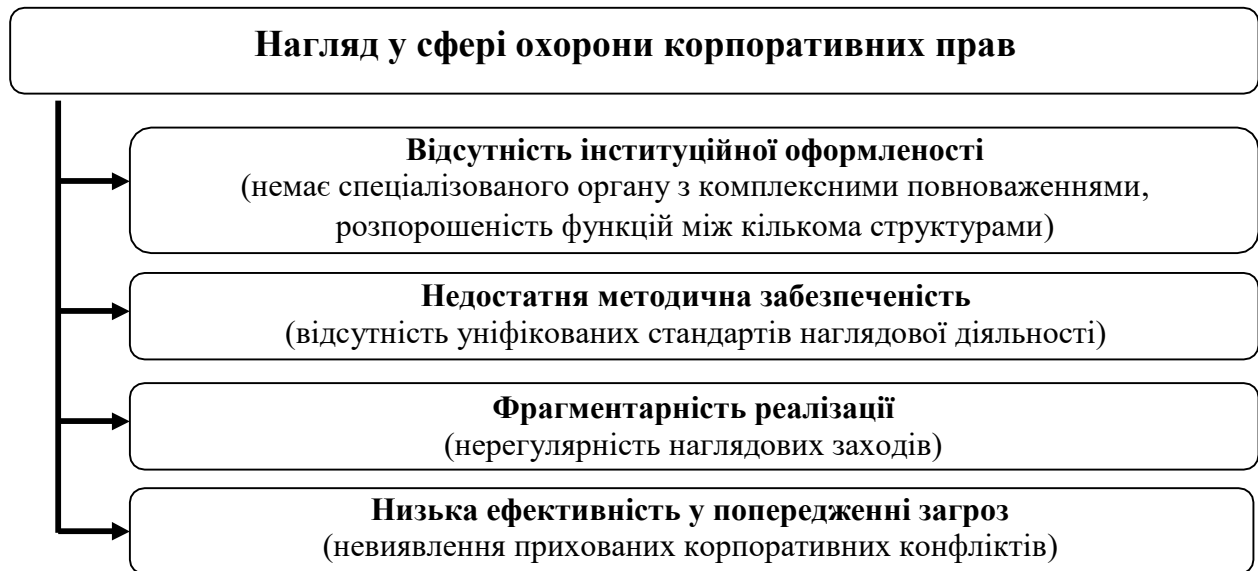 Нагляд у сфері охорони корпоративних прав
Відсутність інституційної оформленості
(немає спеціалізованого органу з комплексними повноваженнями,
розпорошеність функцій між кількома структурами)
Недостатня методична забезпеченість
(відсутність уніфікованих стандартів наглядової діяльності)
Фрагментарність реалізації
(нерегулярність наглядових заходів)
Низька ефективність у попередженні загроз
(невиявлення прихованих корпоративних конфліктів)